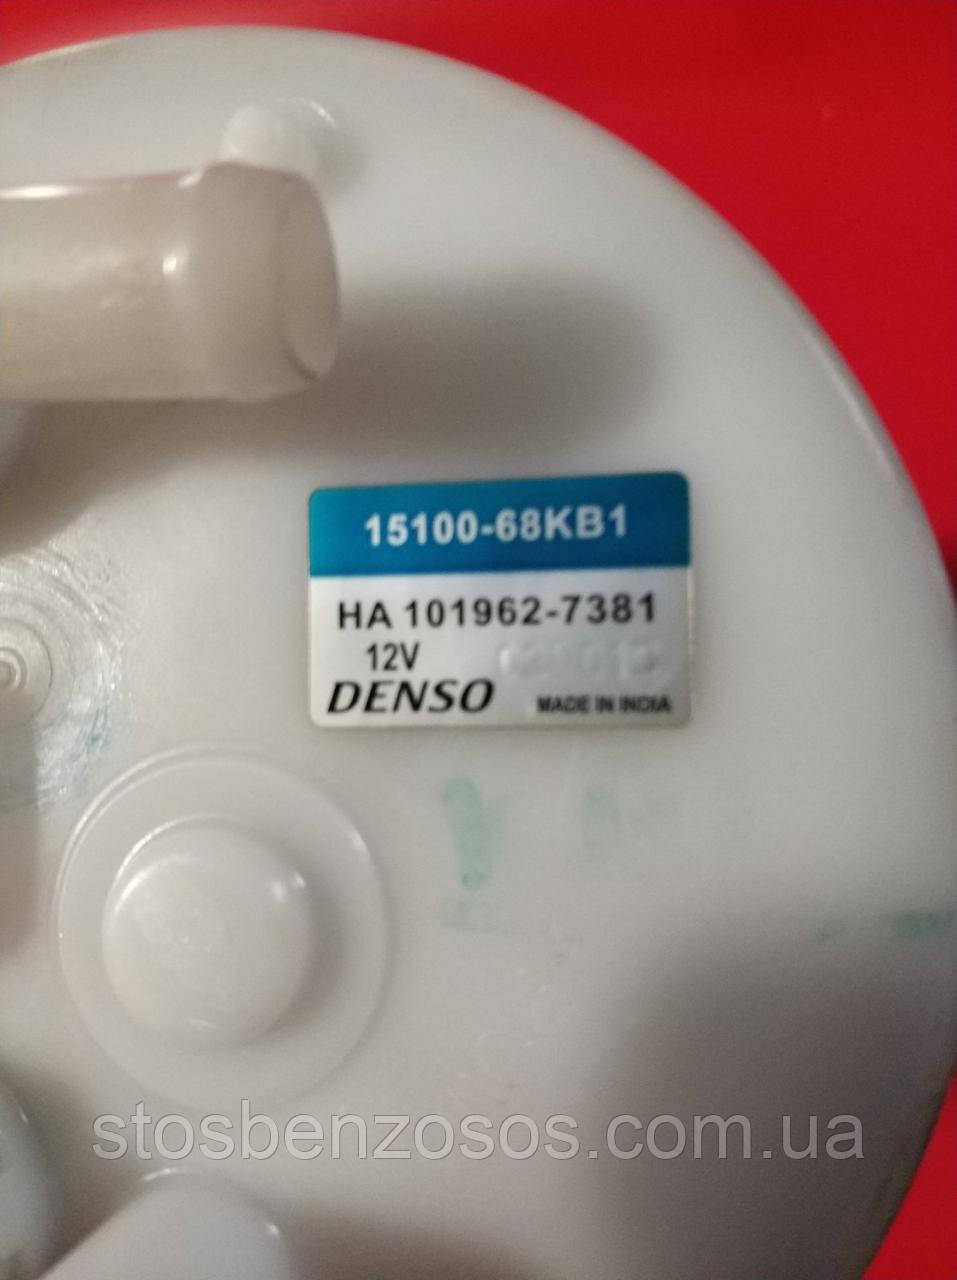 15100-68KB1
HA 101962-7381
12V
DENSO MADE IN INDIA
stosbenzosos.com.ua